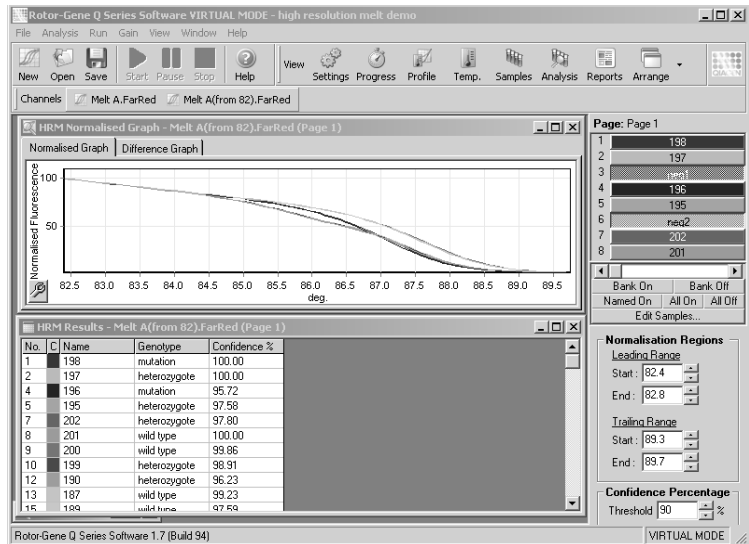 Rotor-Gene Q Series Software VIRTUAL MODE - high resolution melt demo
File Analysis Run Gain View Window Help
New Open Save Start Pause Stop Help View Settings Progress Profile Temp. Samples Analysis Reports Arrange
QIAGEN
Channels Melt A.FarRed Melt A(from 82).FarRed
HRM Normalised Graph - Melt A(from 82).FarRed (Page 1)
Normalised Graph Difference Graph
Normalised Fluorescence
100
50
82.5 83.0 83.5 84.0 84.5 85.0 85.5 86.0 86.5 87.0 87.5 88.0 88.5 89.0 89.5
deg.
HRM Results - Melt A(from 82).FarRed (Page 1)
No. C Name Genotype Confidence %
1 198 mutation 100.00
2 197 heterozygote 100.00
4 196 mutation 95.72
5 195 heterozygote 97.58
7 202 heterozygote 97.80
8 201 wild type 100.00
9 200 wild type 99.86
10 199 heterozygote 98.91
12 190 heterozygote 96.23
13 187 wild type 99.23
15 189 wild type 97.59
Page: Page 1
1 198
2 197
3 neg1
4 196
5 195
6 neg2
7 202
8 201
Bank On Bank Off
Named On All On All Off
Edit Samples...
Normalisation Regions
Leading Range
Start: 82.4
End: 82.8
Trailing Range
Start: 89.3
End: 89.7
Confidence Percentage
Threshold 90 %
Rotor-Gene Q Series Software 1.7 (Build 94) VIRTUAL MODE